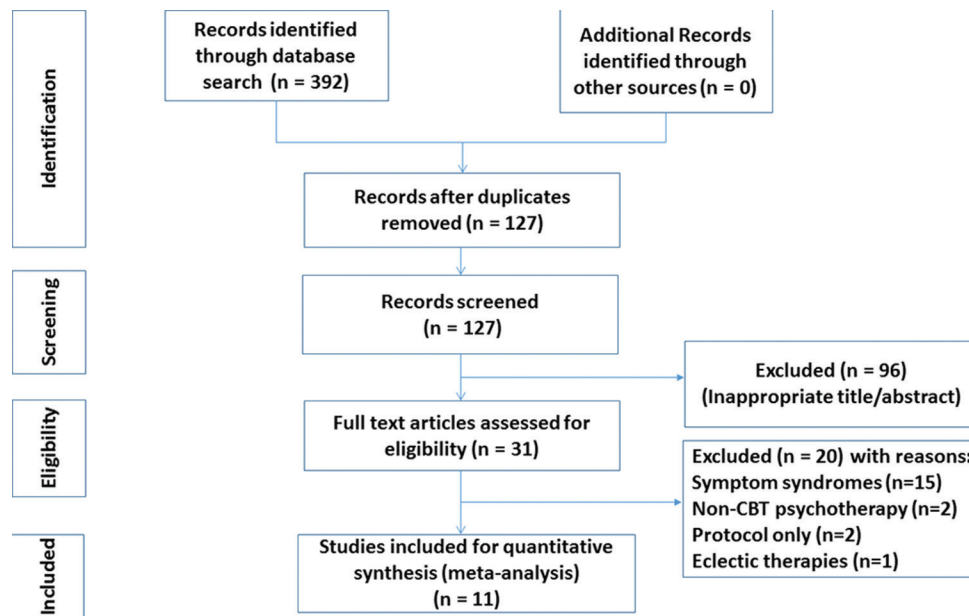 Records identified
through database
search (n = 392)
Additional Records
identified through
other sources (n = 0)
Identification
Records after duplicates
removed (n = 127)
Screening
Records screened
(n = 127)
Excluded (n = 96)
(Inappropriate title/abstract)
Eligibility
Full text articles assessed for
eligibility (n = 31)
Excluded (n = 20) with reasons:
Symptom syndromes (n=15)
Non-CBT psychotherapy (n=2)
Protocol only (n=2)
Eclectic therapies (n=1)
Included
Studies included for quantitative
synthesis (meta-analysis)
(n = 11)